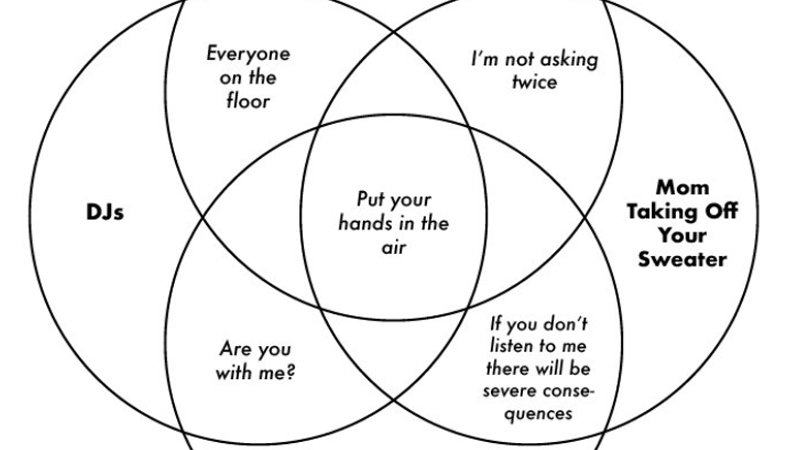 Everyone
on the
floor
I'm not asking
twice
DJs
Put your
hands in the
air
Mom
Taking Off
Your
Sweater
Are you
with me?
If you don't
listen to me
there will be
severe conse-
quences